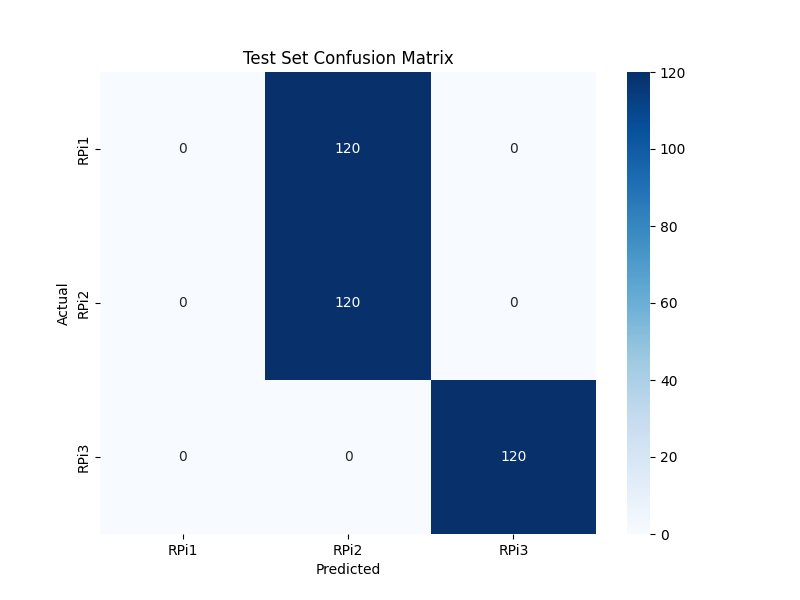 Test Set Confusion Matrix
Actual
RPi1
0 120 0
RPi2
0 120 0
RPi3
0 0 120
RPi1 RPi2 RPi3
Predicted
120
100
80
60
40
20
0